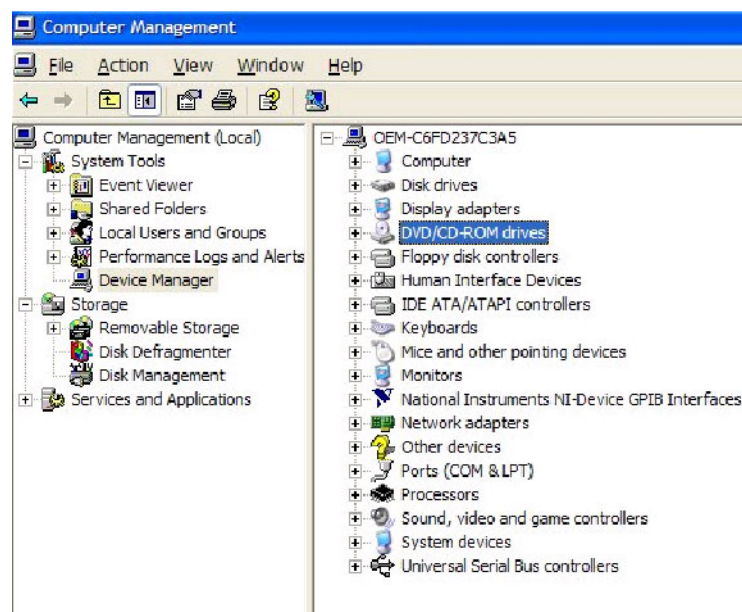 Computer Management
File Action View Window Help
Computer Management (Local)
System Tools
Event Viewer
Shared Folders
Local Users and Groups
Performance Logs and Alerts
Device Manager
Storage
Removable Storage
Disk Defragmenter
Disk Management
Services and Applications
OEM-C6FD237C3A5
Computer
Disk drives
Display adapters
DVD/CD-ROM drives
Floppy disk controllers
Human Interface Devices
IDE ATA/ATAPI controllers
Keyboards
Mice and other pointing devices
Monitors
National Instruments NI-Device GPIB Interfaces
Network adapters
Other devices
Ports (COM & LPT)
Processors
Sound, video and game controllers
System devices
Universal Serial Bus controllers